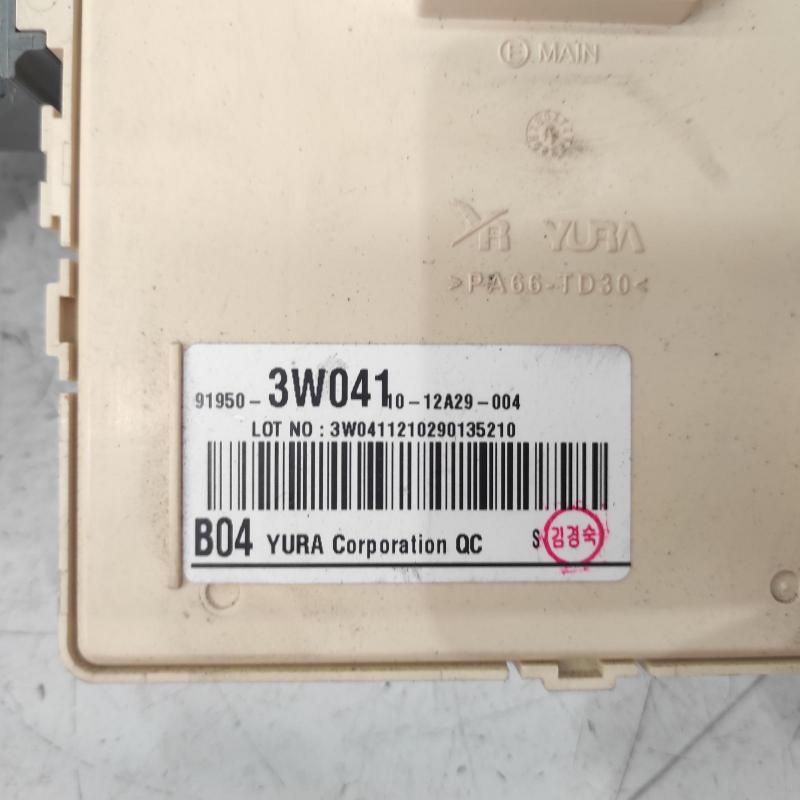 B MAIN
YR YURA
>PA66-TD30<
91950- 3W041 10-12A29-004
LOT NO : 3W0411210290135210
B04 YURA Corporation QC S 김경숙